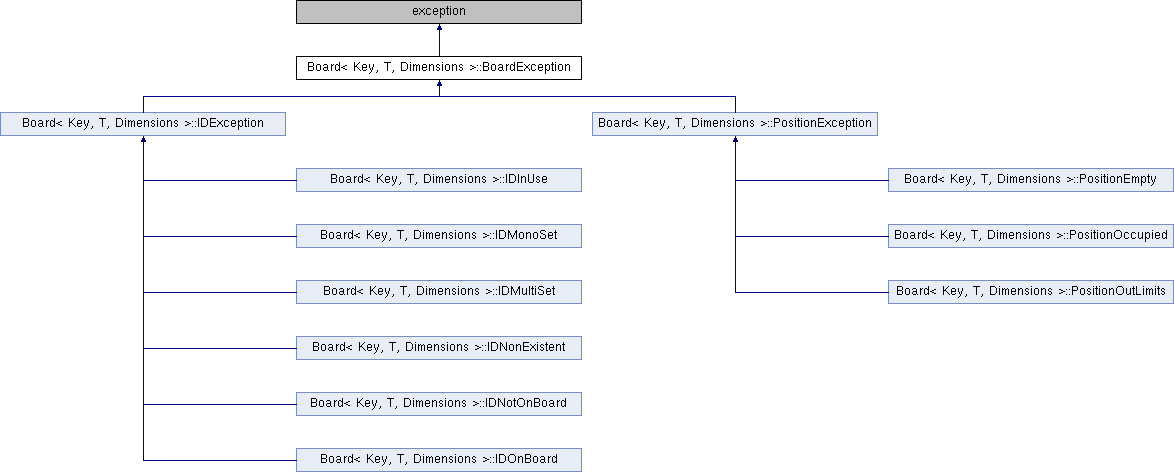 exception
Board< Key, T, Dimensions >::BoardException
Board< Key, T, Dimensions >::IDException
Board< Key, T, Dimensions >::PositionException
Board< Key, T, Dimensions >::IDInUse
Board< Key, T, Dimensions >::PositionEmpty
Board< Key, T, Dimensions >::IDMonoSet
Board< Key, T, Dimensions >::PositionOccupied
Board< Key, T, Dimensions >::IDMultiSet
Board< Key, T, Dimensions >::PositionOutLimits
Board< Key, T, Dimensions >::IDNonExistent
Board< Key, T, Dimensions >::IDNotOnBoard
Board< Key, T, Dimensions >::IDOnBoard